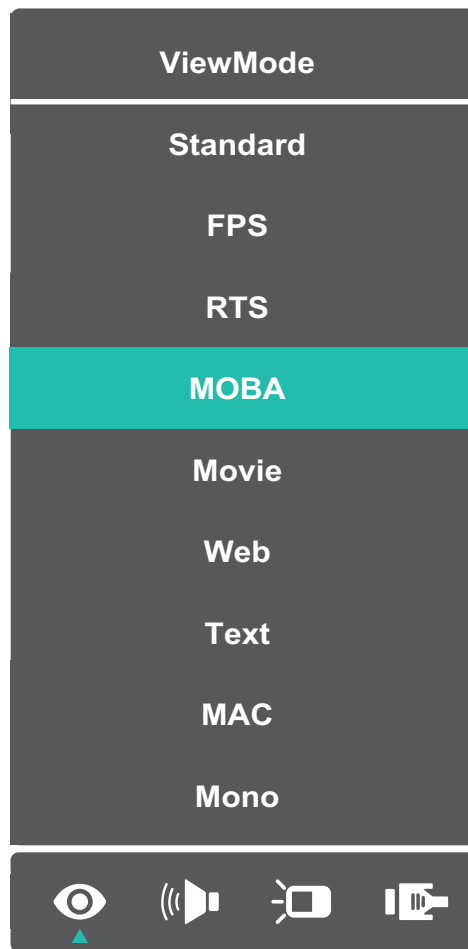 ViewMode
Standard
FPS
RTS
MOBA
Movie
Web
Text
MAC
Mono